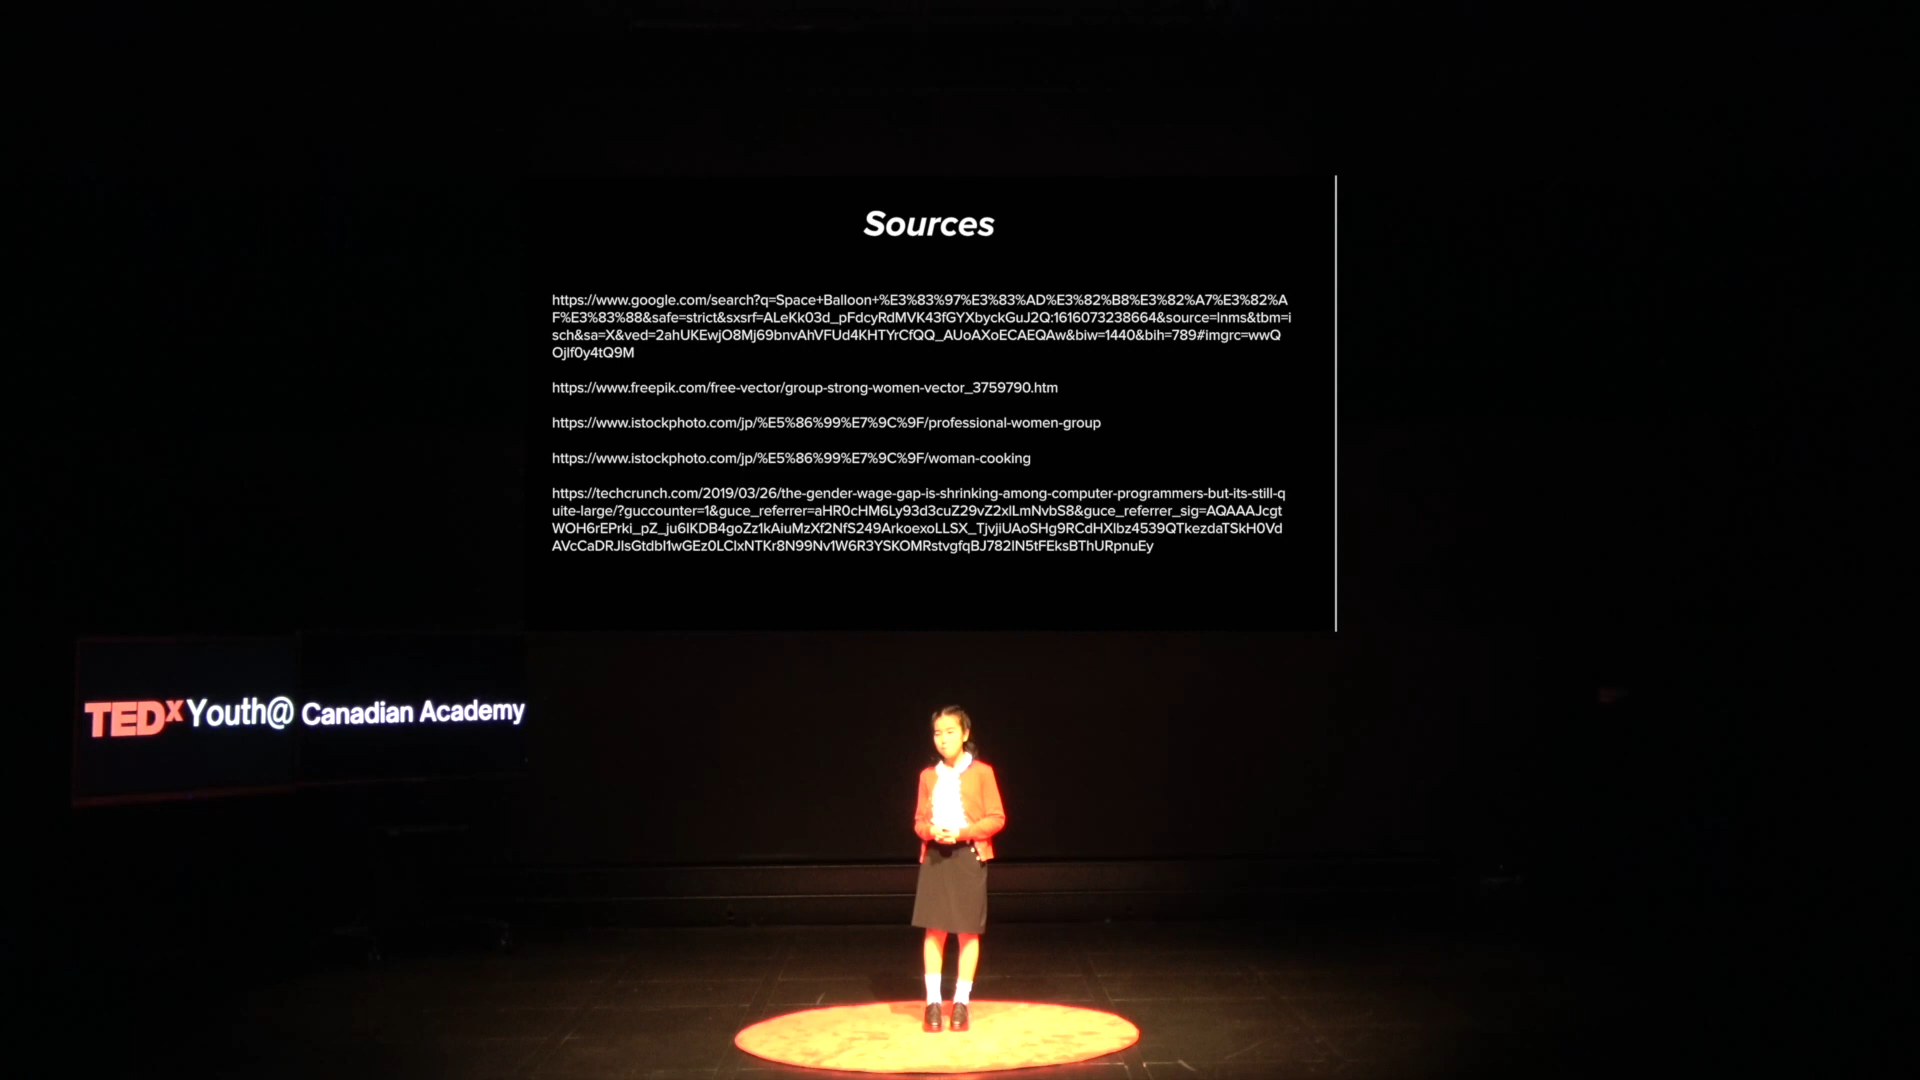 Sources
https://www.google.com/search?q=Space+Balloon+%E3%83%97%E3%83%AD%E3%82%B8%E3%82%A7%E3%82%A
F%E3%83%88&safe=strict&sxsrf=ALeKk03d_pFdcyRdMVK43fGYXbyckGuJ2Q:1616073238664&source=lnms&tbm=i
sch&sa=X&ved=2ahUKEwjO8Mj69bnvAhVFUd4KHTYrCfQQ_AUoAXoECAEQAw&biw=1440&bih=789#imgrc=wwQ
Ojlf0y4tQ9M
https://www.freepik.com/free-vector/group-strong-women-vector_3759790.htm
https://www.istockphoto.com/jp/%E5%86%99%E7%9C%9F/professional-women-group
https://www.istockphoto.com/jp/%E5%86%99%E7%9C%9F/woman-cooking
https://techcrunch.com/2019/03/26/the-gender-wage-gap-is-shrinking-among-computer-programmers-but-its-still-q
uite-large/?guccounter=1&guce_referrer=aHR0cHM6Ly93d3cuZ29vZ2xlLmNvbS8&guce_referrer_sig=AQAAAJcgt
WOH6rEPrki_pZ_ju6lKDB4goZz1kAiuMzXf2NfS249ArkoexoLLSX_TjvjiUAoSHg9RCdHXlbz4539QTkezdaTSkH0Vd
AVcCaDRJlsGtdbI1wGEz0LClxNTKr8N99Nv1W6R3YSKOMRstvgfqBJ782lN5tFEksBThURpnuEy
TEDx Youth@ Canadian Academy